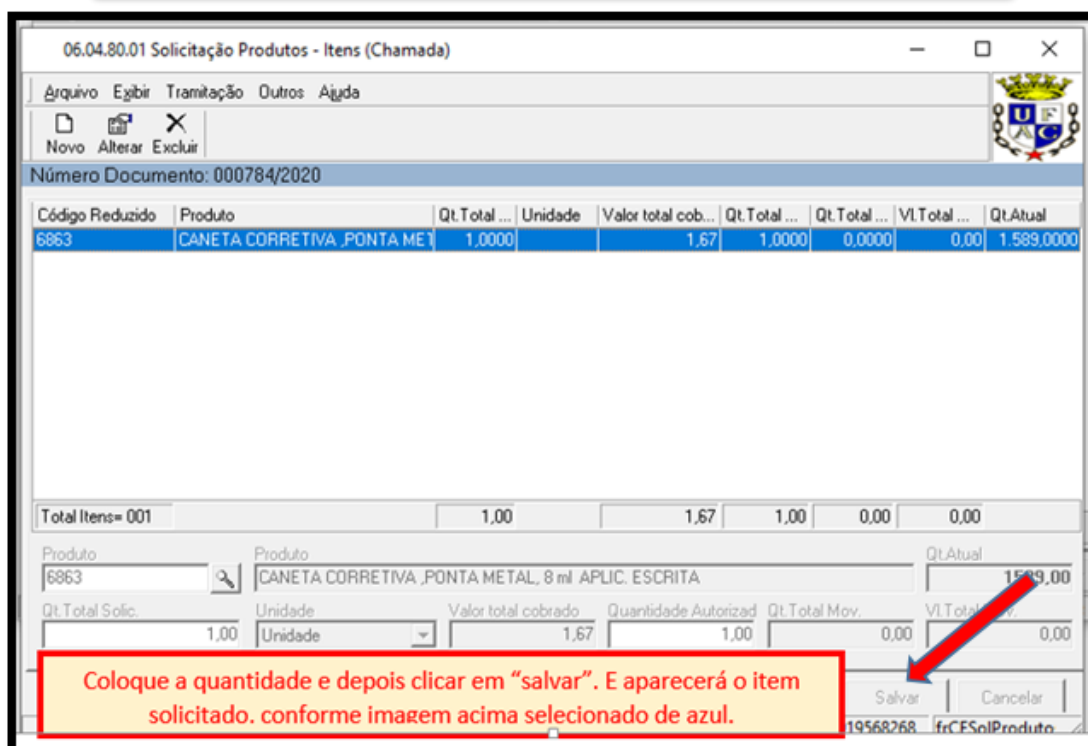 06.04.80.01 Solicitação Produtos - Itens (Chamada)
Arquivo Exibir Tramitação Outros Ajuda
Novo Alterar Excluir
UFAC
Número Documento: 000784/2020
Código Reduzido Produto Qt.Total ... Unidade Valor total cob... Qt.Total ... Qt.Total ... Vl.Total ... Qt.Atual
6863 CANETA CORRETIVA ,PONTA MET 1,0000 1,67 1,0000 0,0000 0,00 1.589,0000
Total Itens= 001 1,00 1,67 1,00 0,00 0,00
Produto Produto Qt.Atual
6863 CANETA CORRETIVA ,PONTA METAL, 8 ml APLIC. ESCRITA 1589,00
Qt.Total Solic. Unidade Valor total cobrado Quantidade Autorizad Qt.Total Mov. Vl.Total
1,00 Unidade 1,67 1,00 0,00 0,00
Coloque a quantidade e depois clicar em “salvar”. E aparecerá o item
solicitado. conforme imagem acima selecionado de azul.
Salvar Cancelar
19568268 frCESolProduto